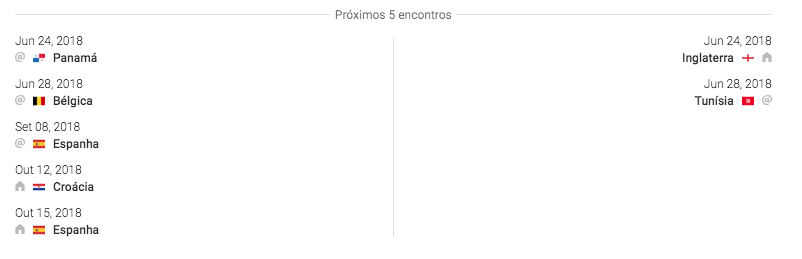 Próximos 5 encontros
Jun 24, 2018
@ Panamá
Jun 28, 2018
@ Bélgica
Set 08, 2018
@ Espanha
Out 12, 2018
Croácia
Out 15, 2018
Espanha
Jun 24, 2018
Inglaterra
Jun 28, 2018
Tunísia @